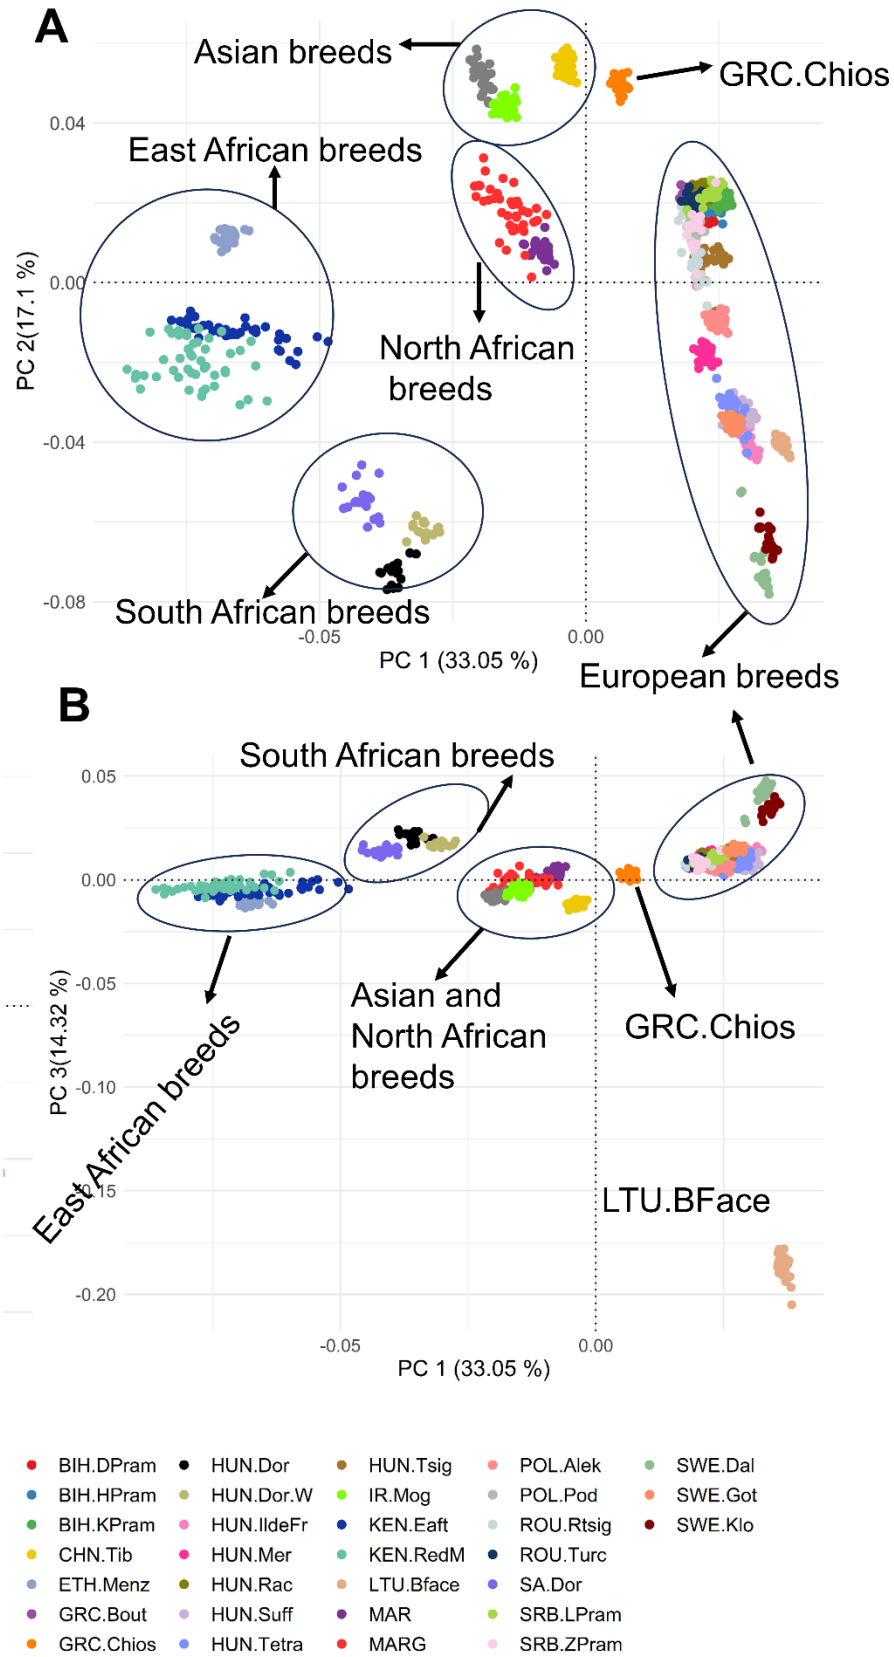 A
Asian breeds
GRC.Chios
East African breeds
0.04
0.00
-0.04
-0.08
PC 2(17.1 %)
North African
breeds
South African breeds
-0.05
0.00
PC 1 (33.05 %)
European breeds
B
South African breeds
0.05
0.00
-0.05
-0.10
-0.15
-0.20
PC 3(14.32 %)
Asian and
North African
breeds
GRC.Chios
East African breeds
LTU.BFace
-0.05
0.00
PC 1 (33.05 %)
BIH.DPram
BIH.HPram
BIH.KPram
CHN.Tib
ETH.Menz
GRC.Bout
GRC.Chios
HUN.Dor
HUN.Dor.W
HUN.IldeFr
HUN.Mer
HUN.Rac
HUN.Suff
HUN.Tetra
HUN.Tsig
IR.Mog
KEN.Eaft
KEN.RedM
LTU.Bface
MAR
MARG
POL.Alek
POL.Pod
ROU.Rtsig
ROU.Turc
SA.Dor
SRB.LPram
SRB.ZPram
SWE.Dal
SWE.Got
SWE.Klo